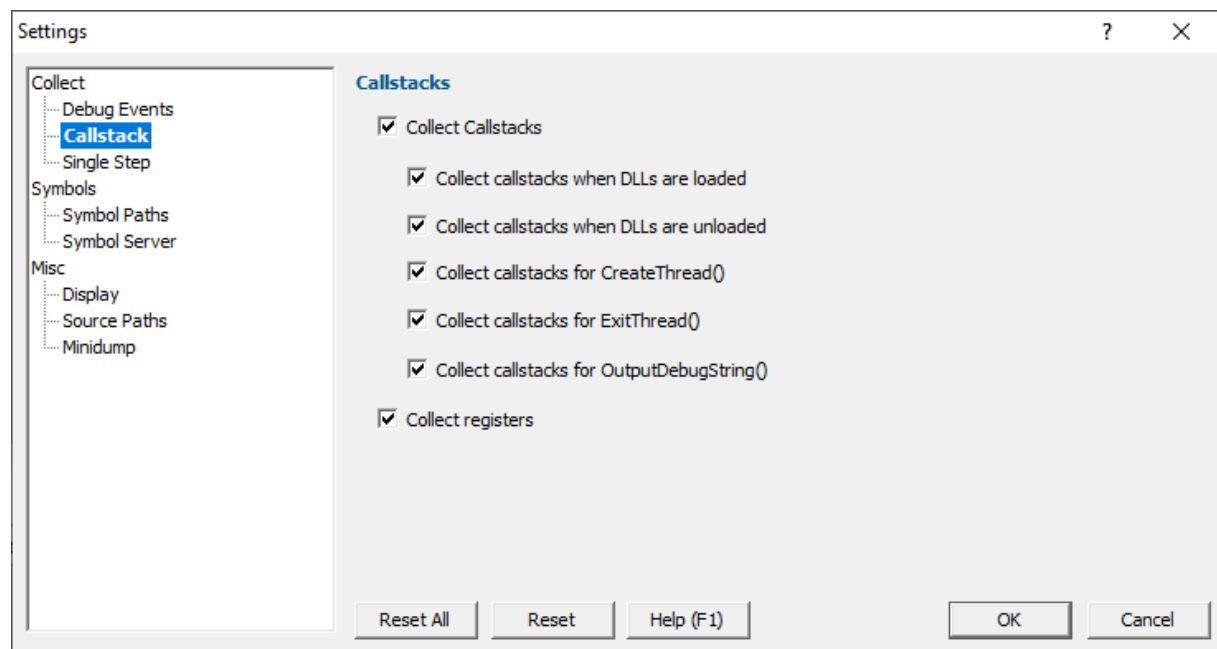 Settings
?
Collect
Debug Events
Callstack
Single Step
Symbols
Symbol Paths
Symbol Server
Misc
Display
Source Paths
Minidump
Callstacks
Collect Callstacks
Collect callstacks when DLLs are loaded
Collect callstacks when DLLs are unloaded
Collect callstacks for CreateThread()
Collect callstacks for ExitThread()
Collect callstacks for OutputDebugString()
Collect registers
Reset All
Reset
Help (F1)
OK
Cancel